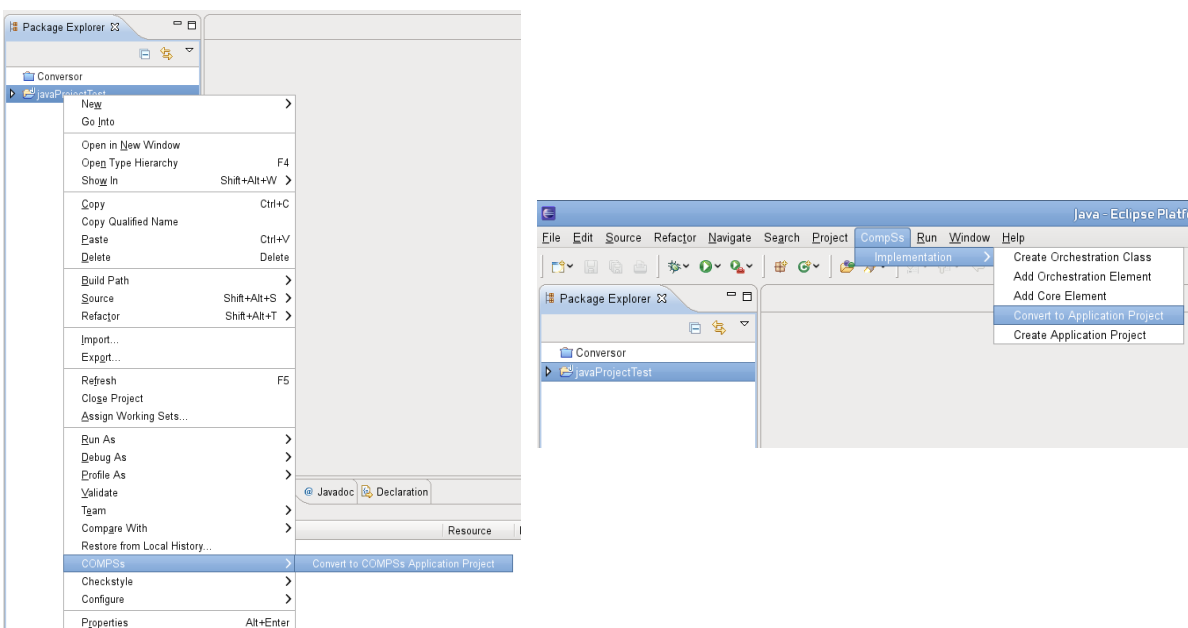 Package Explorer
Conversor
javaProjectTest
New
Go Into
Open in New Window
Open Type Hierarchy F4
Show In Shift+Alt+W
Copy Ctrl+C
Copy Qualified Name
Paste Ctrl+V
Delete Delete
Build Path
Source Shift+Alt+S
Refactor Shift+Alt+T
Import...
Export...
Refresh F5
Close Project
Assign Working Sets...
Run As
Debug As
Profile As
Validate
Team
Compare With
Restore from Local History...
COMPSs
Convert to COMPSs Application Project
Checkstyle
Configure
Properties Alt+Enter
@ Javadoc Declaration
Resource
Java - Eclipse Platf
File Edit Source Refactor Navigate Search Project CompSs Run Window Help
Implementation
Create Orchestration Class
Add Orchestration Element
Add Core Element
Convert to Application Project
Create Application Project
Package Explorer
Conversor
javaProjectTest